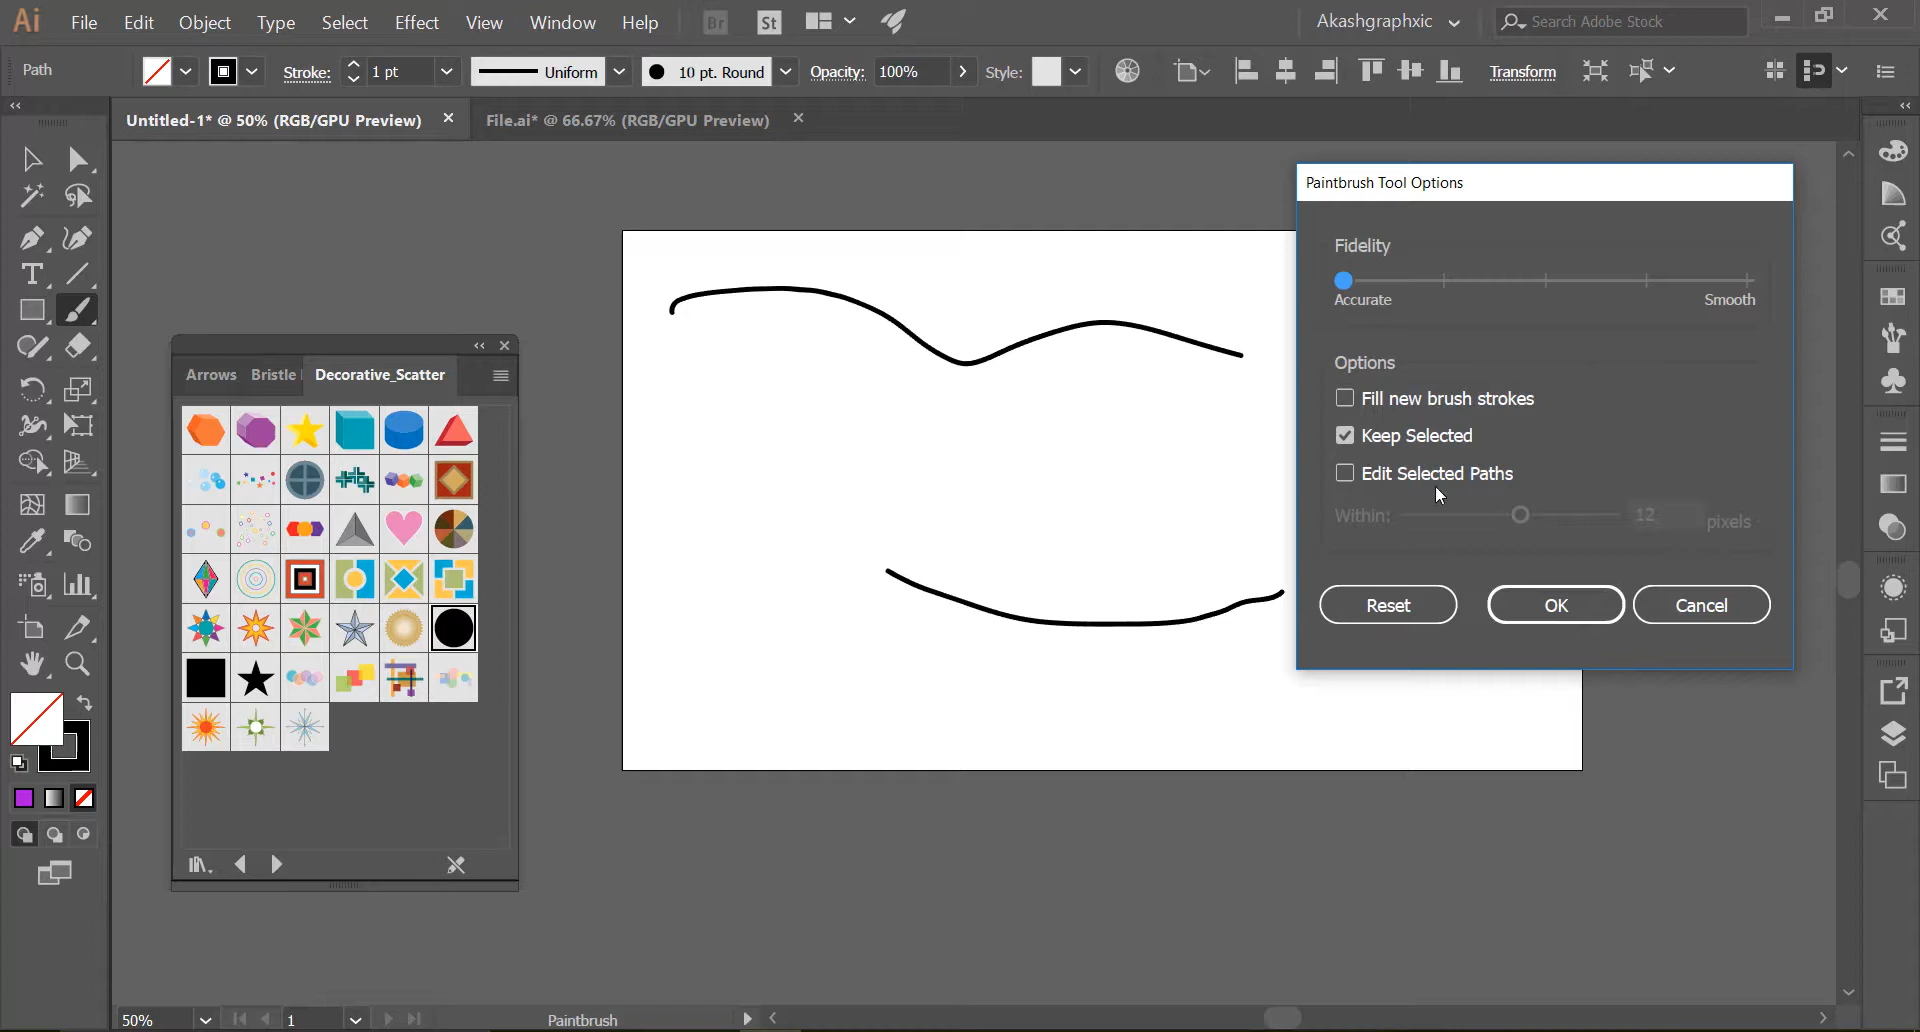 Ai File Edit Object Type Select Effect View Window Help Br St Akashgraphxic Search Adobe Stock
Path Stroke: 1 pt Uniform 10 pt. Round Opacity: 100% Style: Transform
Untitled-1* @ 50% (RGB/GPU Preview) File.ai* @ 66.67% (RGB/GPU Preview)
Paintbrush Tool Options
Fidelity
Accurate Smooth
Options
Fill new brush strokes
Keep Selected
Edit Selected Paths
Within: 12 pixels
Reset OK Cancel
Arrows Bristle Decorative_Scatter
50% 1 Paintbrush